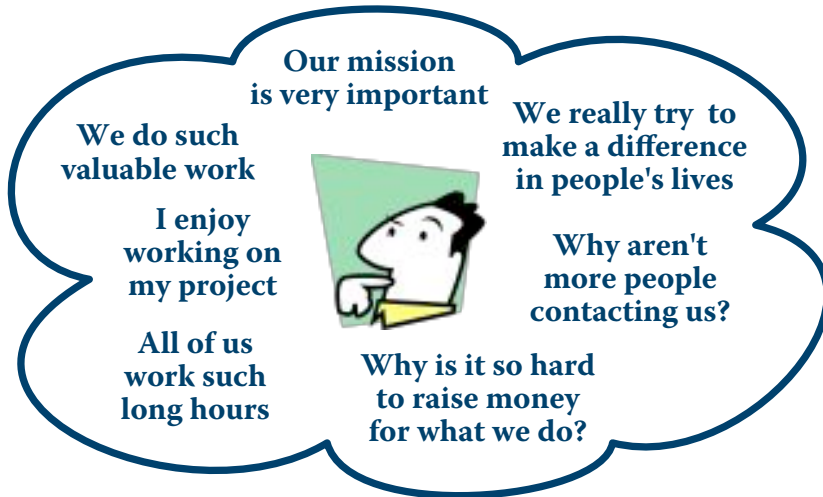 Our mission
is very important
We do such
valuable work
We really try to
make a difference
in people's lives
I enjoy
working on
my project
Why aren't
more people
contacting us?
All of us
work such
long hours
Why is it so hard
to raise money
for what we do?